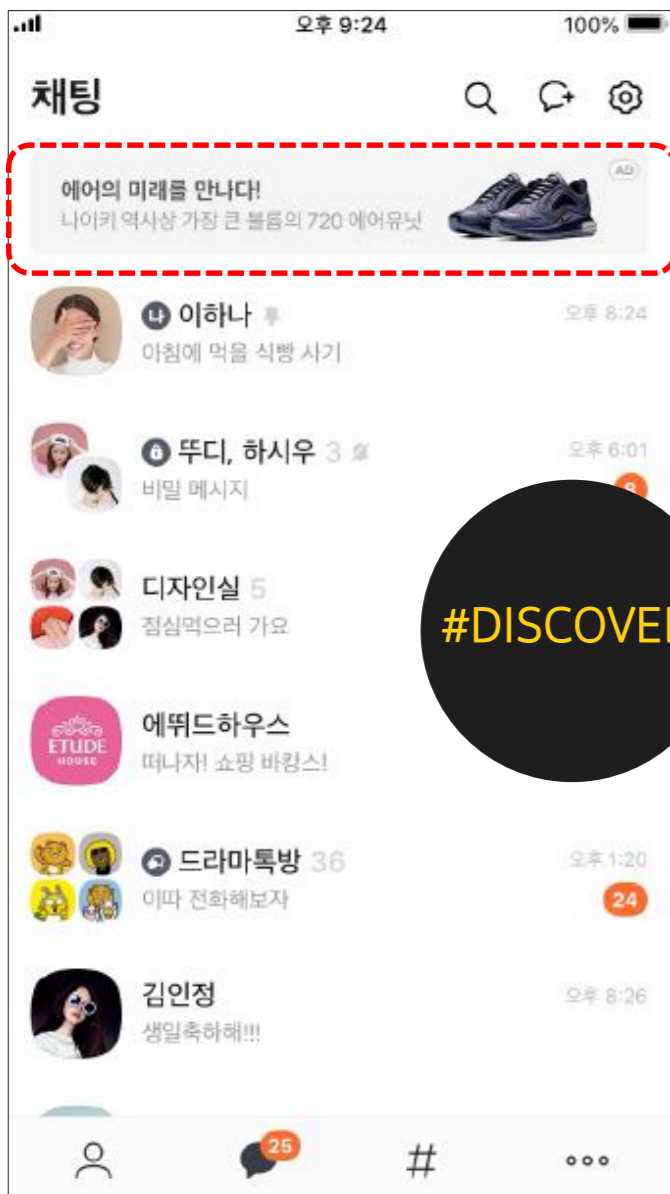 오후 9:24
100%
채팅
에어의 미래를 만나다!
나이키 역사상 가장 큰 볼륨의 720 에어유닛
AD
나 이하나
오후 8:24
아침에 먹을 식빵 사기
뚜디, 하시우 3
오후 6:01
비밀 메시지
디자인실 5
점심먹으러 가요
#DISCOVE
ETUDE
HOUSE
에뛰드하우스
떠나자! 쇼핑 바캉스!
드라마톡방 36
오후 1:20
이따 전화해보자
24
김인정
오후 8:26
생일축하해!!!
25
#